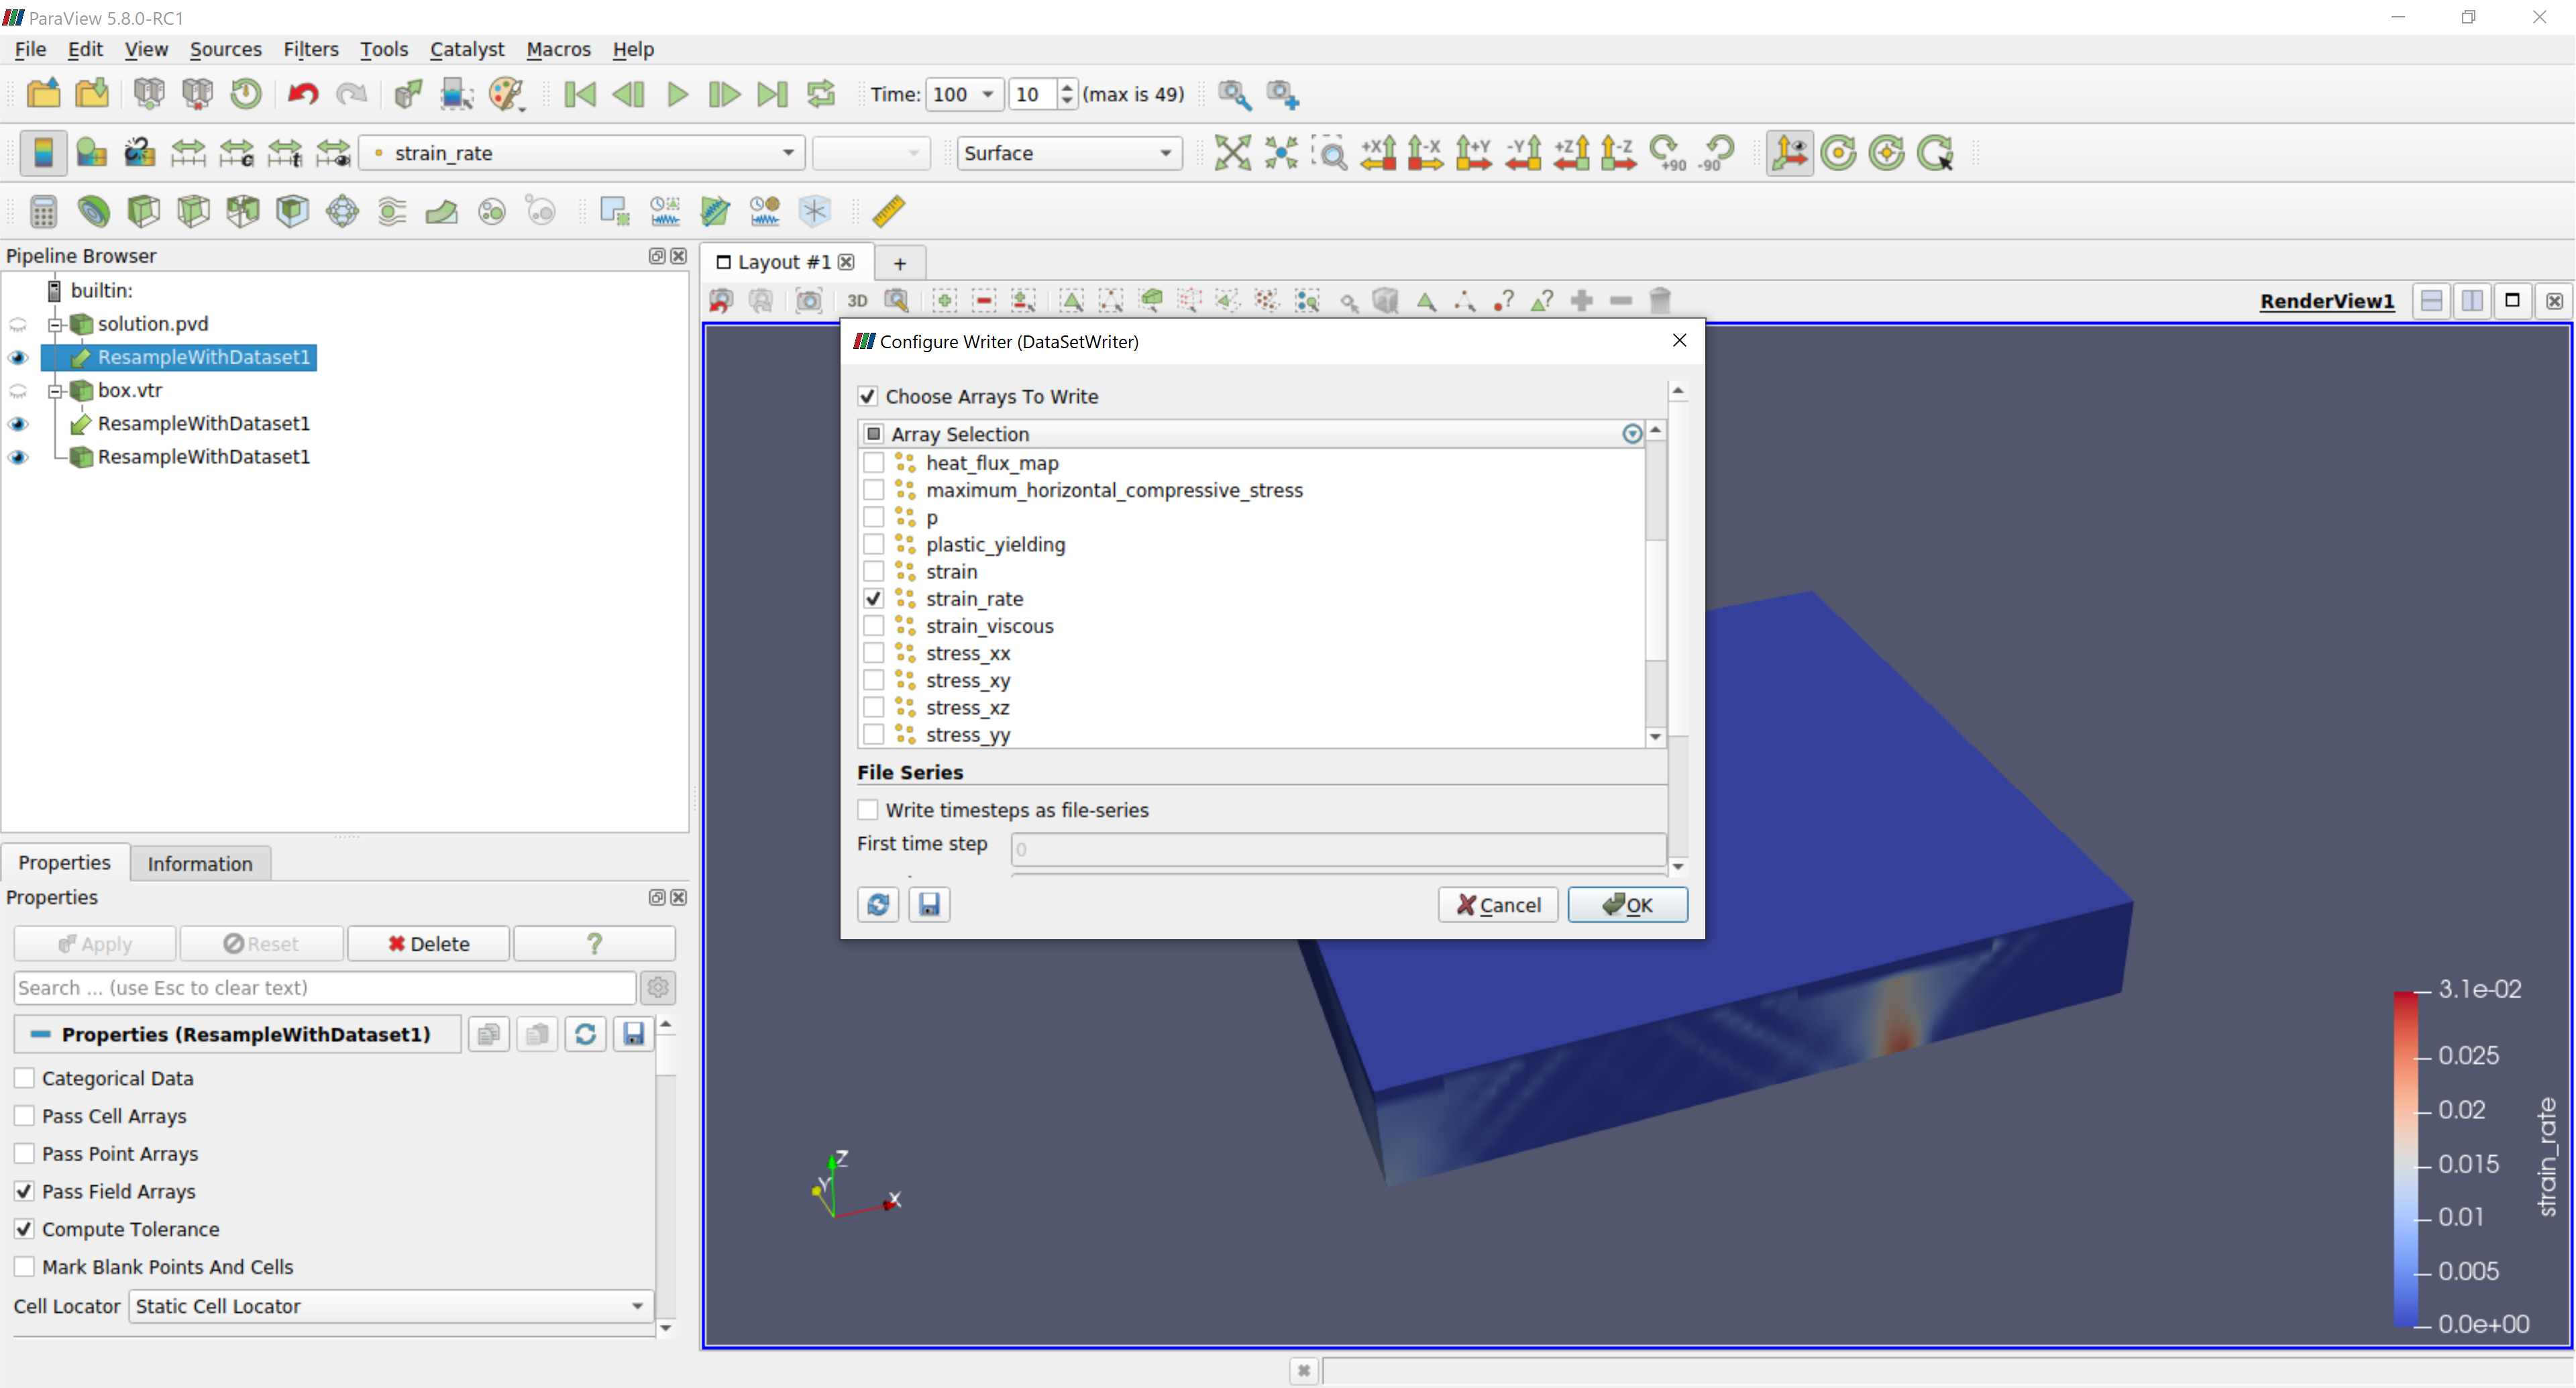 ParaView 5.8.0-RC1
File Edit View Sources Filters Tools Catalyst Macros Help
Time: 100 10 (max is 49)
strain_rate Surface +X -X +Y -Y +Z -Z +90 -90
Pipeline Browser
builtin:
solution.pvd
ResampleWithDataset1
box.vtr
ResampleWithDataset1
ResampleWithDataset1
Properties Information
Properties
Apply Reset Delete ?
Search ... (use Esc to clear text)
Properties (ResampleWithDataset1)
Categorical Data
Pass Cell Arrays
Pass Point Arrays
Pass Field Arrays
Compute Tolerance
Mark Blank Points And Cells
Cell Locator Static Cell Locator
Layout #1 +
3D RenderView1
Configure Writer (DataSetWriter)
Choose Arrays To Write
Array Selection
heat_flux_map
maximum_horizontal_compressive_stress
p
plastic_yielding
strain
strain_rate
strain_viscous
stress_xx
stress_xy
stress_xz
stress_yy
File Series
Write timesteps as file-series
First time step 0
Cancel OK
Z
Y
X
3.1e-02
0.025
0.02
0.015
0.01
0.005
0.0e+00
strain_rate